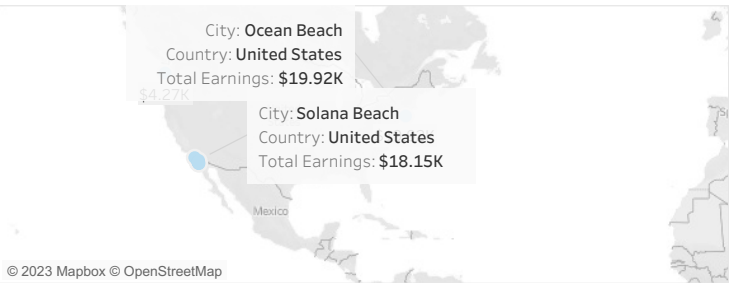 City: Ocean Beach
Country: United States
Total Earnings: $19.92K
$4.27K
City: Solana Beach
Country: United States
Total Earnings: $18.15K
Sp
Mexico
© 2023 Mapbox © OpenStreetMap